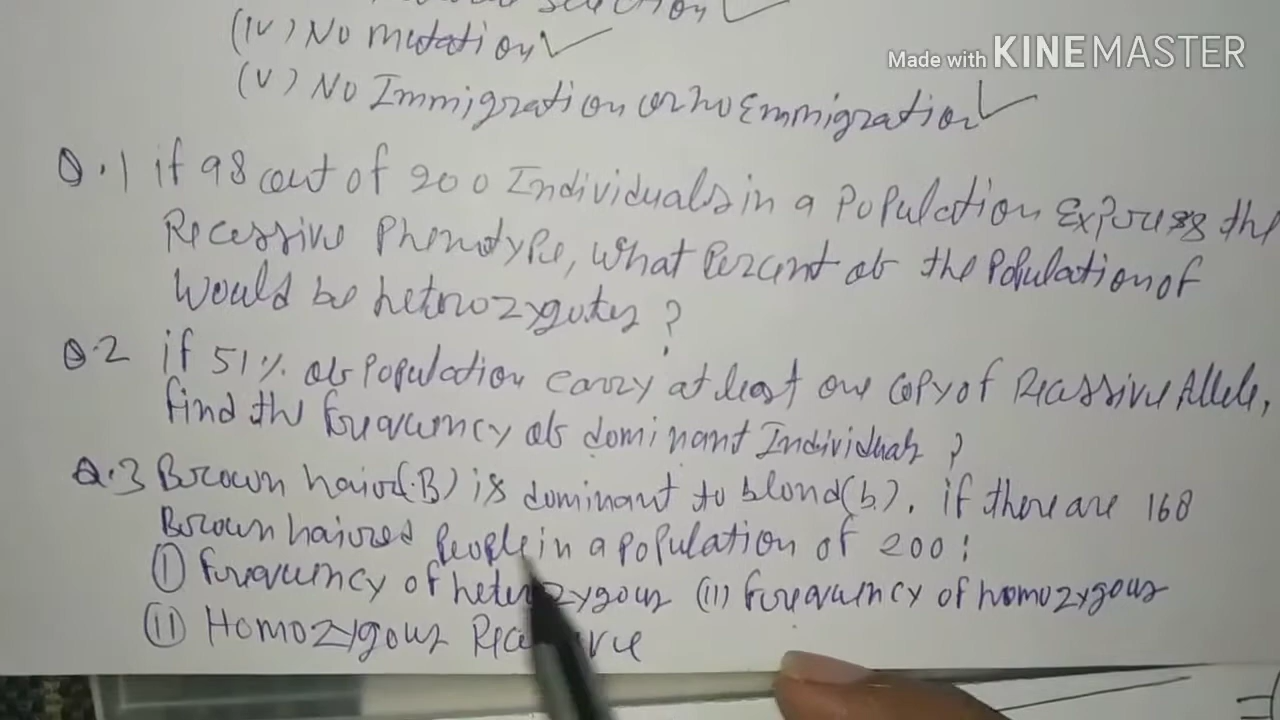 selection
(IV) No mutation
Made with KINEMASTER
(V) No Immigration or no Emmigration
Q.1 if 98 out of 200 Individuals in a Population Express the
Recessive Phenotype, what Percent of the Population of
would be hetrozygotes ?
Q.2 if 51% of Population carry at least one copy of Recessive Allele,
find the frequency of dominant Individuals ?
Q.3 Brown hair(B) is dominant to blond(b). if there are 168
Brown haired People in a population of 200 :
(I) frequency of heterozygous (II) frequency of homozygous
(II) Homozygous